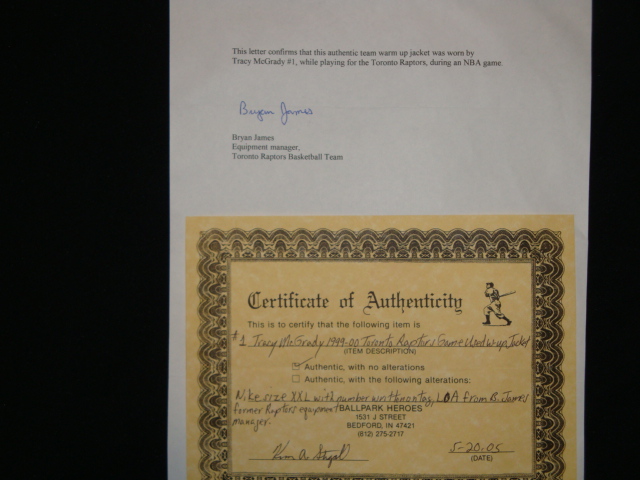 This letter confirms that this authentic team warm up jacket was worn by
Tracy McGrady #1, while playing for the Toronto Raptors, during an NBA game.
Bryan James
Bryan James
Equipment manager,
Toronto Raptors Basketball Team
Certificate of Authenticity
This is to certify that the following item is
#1 Tracy McGrady 1999-00 Toronto Raptors Game Used w-up Jacket
(ITEM DESCRIPTION)
Authentic, with no alterations
Authentic, with the following alterations:
Nike size XXL with number written on tag, LOA from B. James
former Raptors equipment
manager.
BALLPARK HEROES
1531 J STREET
BEDFORD, IN 47421
(812) 275-2717
5-20-05
(DATE)